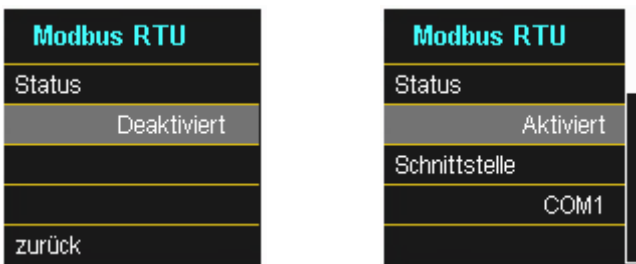 Modbus RTU
Status
Deaktiviert
zurück
Modbus RTU
Status
Aktiviert
Schnittstelle
COM1